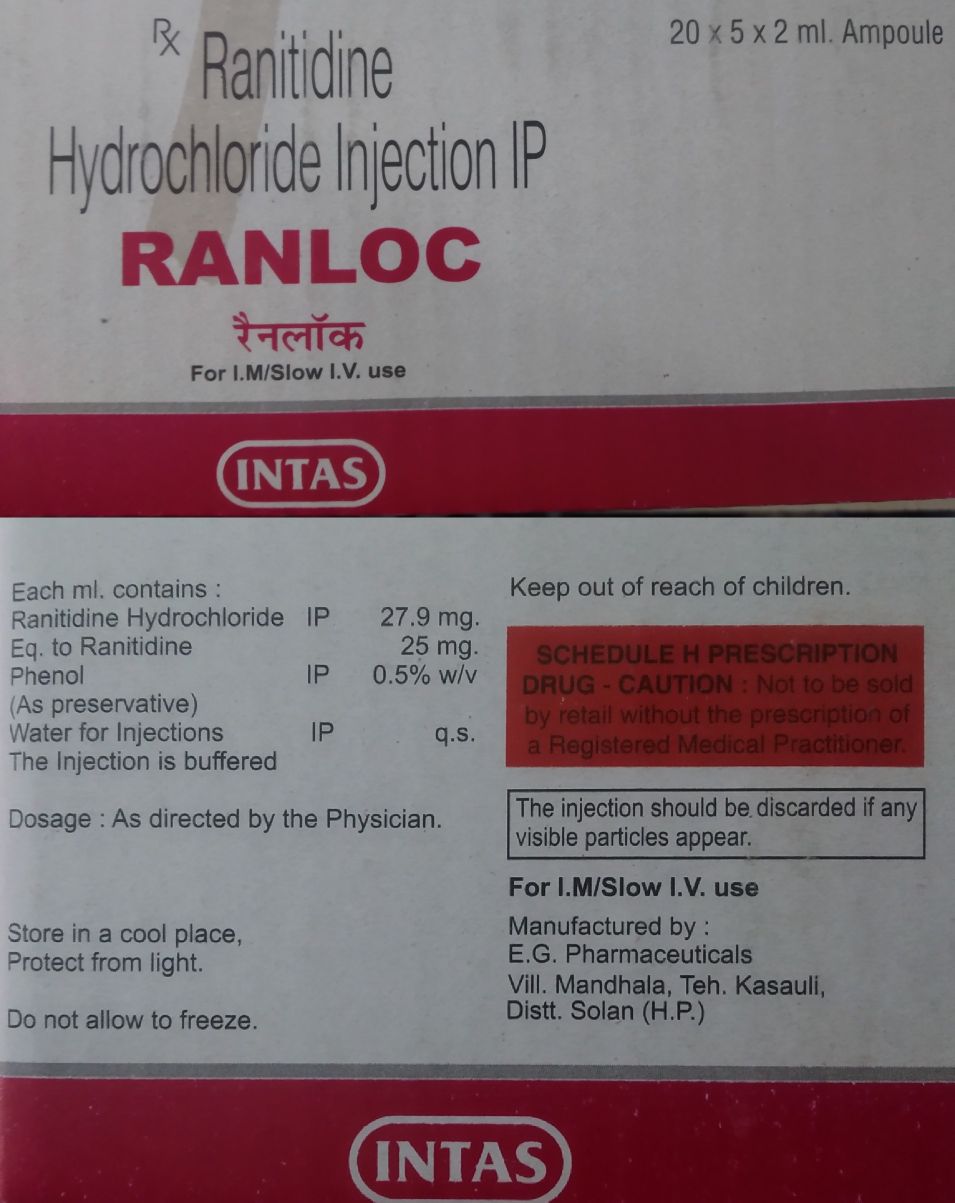 Rx Ranitidine
20 x 5 x 2 ml. Ampoule
Hydrochloride Injection IP
RANLOC
रैनलॉक
For I.M/Slow I.V. use
INTAS
Each ml. contains :
Ranitidine Hydrochloride IP 27.9 mg.
Eq. to Ranitidine 25 mg.
Phenol IP 0.5% w/v
(As preservative)
Water for Injections IP q.s.
The Injection is buffered
Dosage : As directed by the Physician.
Store in a cool place,
Protect from light.
Do not allow to freeze.
Keep out of reach of children.
SCHEDULE H PRESCRIPTION
DRUG - CAUTION : Not to be sold
by retail without the prescription of
a Registered Medical Practitioner.
The injection should be discarded if any
visible particles appear.
For I.M/Slow I.V. use
Manufactured by :
E.G. Pharmaceuticals
Vill. Mandhala, Teh. Kasauli,
Distt. Solan (H.P.)
INTAS